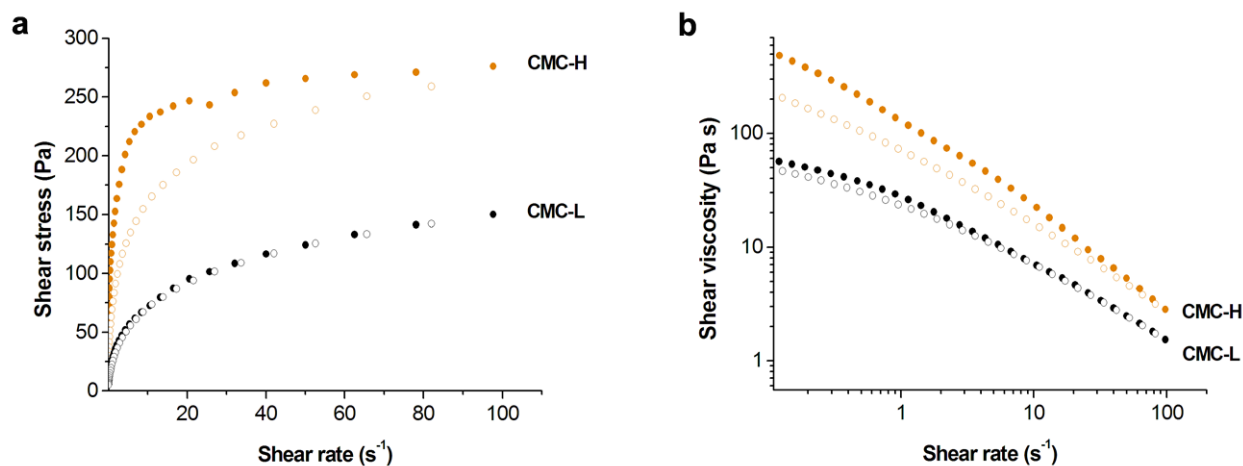 a
300
250
200
150
100
50
0
Shear stress (Pa)
20 40 60 80 100
Shear rate (s⁻¹)
CMC-H
CMC-L
b
100
10
1
Shear viscosity (Pa s)
1 10 100
Shear rate (s⁻¹)
CMC-H
CMC-L